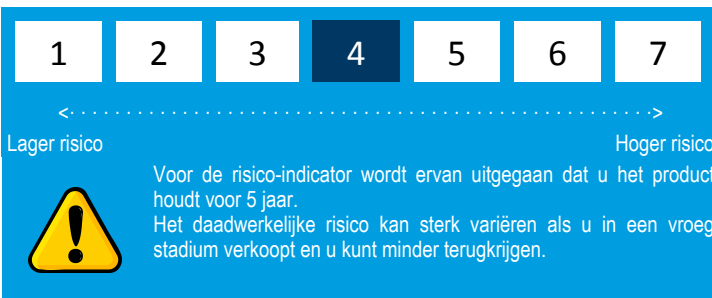 1 2 3 4 5 6 7
Lager risico Hoger risico
Voor de risico-indicator wordt ervan uitgegaan dat u het product
houdt voor 5 jaar.
Het daadwerkelijke risico kan sterk variëren als u in een vroeg
stadium verkoopt en u kunt minder terugkrijgen.